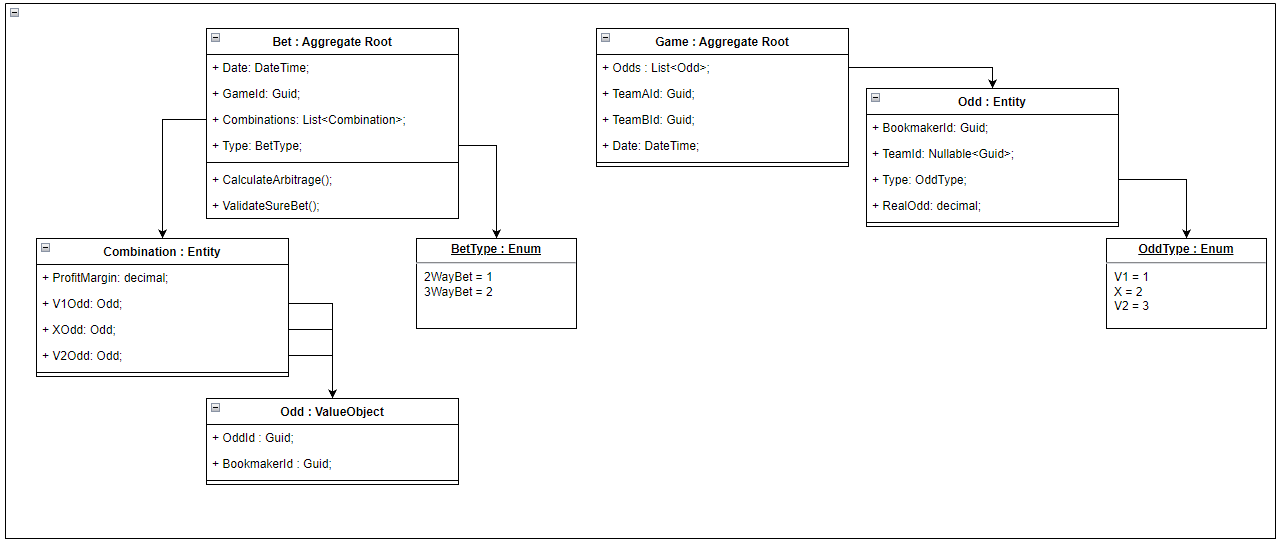 Bet : Aggregate Root
+ Date: DateTime;
+ GameId: Guid;
+ Combinations: List<Combination>;
+ Type: BetType;
+ CalculateArbitrage();
+ ValidateSureBet();
Game : Aggregate Root
+ Odds : List<Odd>;
+ TeamAId: Guid;
+ TeamBId: Guid;
+ Date: DateTime;
Odd : Entity
+ BookmakerId: Guid;
+ TeamId: Nullable<Guid>;
+ Type: OddType;
+ RealOdd: decimal;
Combination : Entity
+ ProfitMargin: decimal;
+ V1Odd: Odd;
+ XOdd: Odd;
+ V2Odd: Odd;
BetType : Enum
2WayBet = 1
3WayBet = 2
OddType : Enum
V1 = 1
X = 2
V2 = 3
Odd : ValueObject
+ OddId : Guid;
+ BookmakerId : Guid;